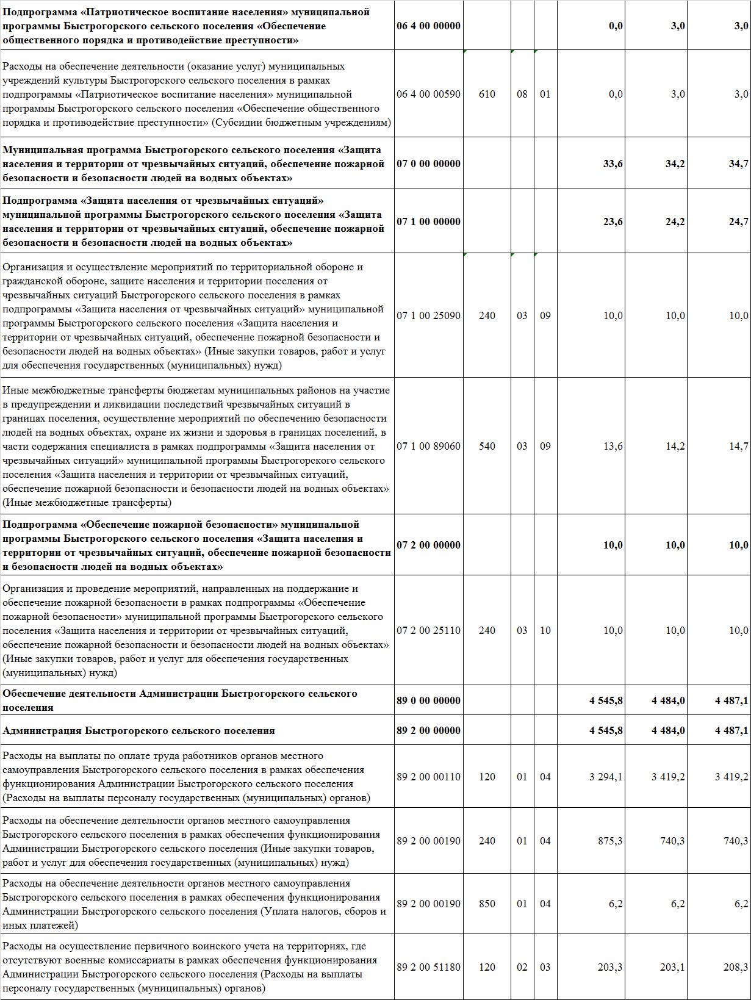 Подпрограмма «Патриотическое воспитание населения» муниципальной
программы Быстрогорского сельского поселения «Обеспечение
общественного порядка и противодействие преступности»
06 4 00 00000 0,0 3,0 3,0
Расходы на обеспечение деятельности (оказание услуг) муниципальных
учреждений культуры Быстрогорского сельского поселения в рамках
подпрограммы «Патриотическое воспитание населения» муниципальной
программы Быстрогорского сельского поселения «Обеспечение общественного
порядка и противодействие преступности» (Субсидии бюджетным учреждениям)
06 4 00 00590 610 08 01 0,0 3,0 3,0
Муниципальная программа Быстрогорского сельского поселения «Защита
населения и территории от чрезвычайных ситуаций, обеспечение пожарной
безопасности и безопасности людей на водных объектах»
07 0 00 00000 33,6 34,2 34,7
Подпрограмма «Защита населения от чрезвычайных ситуаций»
муниципальной программы Быстрогорского сельского поселения «Защита
населения и территории от чрезвычайных ситуаций, обеспечение пожарной
безопасности и безопасности людей на водных объектах»
07 1 00 00000 23,6 24,2 24,7
Организация и осуществление мероприятий по территориальной обороне и
гражданской обороне, защите населения и территории поселения от
чрезвычайных ситуаций Быстрогорского сельского поселения в рамках
подпрограммы «Защита населения от чрезвычайных ситуаций» муниципальной
программы Быстрогорского сельского поселения «Защита населения и
территории от чрезвычайных ситуаций, обеспечение пожарной безопасности и
безопасности людей на водных объектах» (Иные закупки товаров, работ и услуг
для обеспечения государственных (муниципальных) нужд)
07 1 00 25090 240 03 09 10,0 10,0 10,0
Иные межбюджетные трансферты бюджетам муниципальных районов на участие
в предупреждении и ликвидации последствий чрезвычайных ситуаций в
границах поселения, осуществление мероприятий по обеспечению безопасности
людей на водных объектах, охране их жизни и здоровья в границах поселений, в
части содержания специалиста в рамках подпрограммы «Защита населения от
чрезвычайных ситуаций» муниципальной программы Быстрогорского сельского
поселения «Защита населения и территории от чрезвычайных ситуаций,
обеспечение пожарной безопасности и безопасности людей на водных объектах»
(Иные межбюджетные трансферты)
07 1 00 89060 540 03 09 13,6 14,2 14,7
Подпрограмма «Обеспечение пожарной безопасности» муниципальной
программы Быстрогорского сельского поселения «Защита населения и
территории от чрезвычайных ситуаций, обеспечение пожарной безопасности
и безопасности людей на водных объектах»
07 2 00 00000 10,0 10,0 10,0
Организация и проведение мероприятий, направленных на поддержание и
обеспечение пожарной безопасности в рамках подпрограммы «Обеспечение
пожарной безопасности» муниципальной программы Быстрогорского сельского
поселения «Защита населения и территории от чрезвычайных ситуаций,
обеспечение пожарной безопасности и безопасности людей на водных объектах»
(Иные закупки товаров, работ и услуг для обеспечения государственных
(муниципальных) нужд)
07 2 00 25110 240 03 10 10,0 10,0 10,0
Обеспечение деятельности Администрации Быстрогорского сельского
поселения
89 0 00 00000 4 545,8 4 484,0 4 487,1
Администрация Быстрогорского сельского поселения 89 2 00 00000 4 545,8 4 484,0 4 487,1
Расходы на выплаты по оплате труда работников органов местного
самоуправления Быстрогорского сельского поселения в рамках обеспечения
функционирования Администрации Быстрогорского сельского поселения
(Расходы на выплаты персоналу государственных (муниципальных) органов)
89 2 00 00110 120 01 04 3 294,1 3 419,2 3 419,2
Расходы на обеспечение деятельности органов местного самоуправления
Быстрогорского сельского поселения в рамках обеспечения функционирования
Администрации Быстрогорского сельского поселения (Иные закупки товаров,
работ и услуг для обеспечения государственных (муниципальных) нужд)
89 2 00 00190 240 01 04 875,3 740,3 740,3
Расходы на обеспечение деятельности органов местного самоуправления
Быстрогорского сельского поселения в рамках обеспечения функционирования
Администрации Быстрогорского сельского поселения (Уплата налогов, сборов и
иных платежей)
89 2 00 00190 850 01 04 6,2 6,2 6,2
Расходы на осуществление первичного воинского учета на территориях, где
отсутствуют военные комиссариаты в рамках обеспечения функционирования
Администрации Быстрогорского сельского поселения (Расходы на выплаты
персоналу государственных (муниципальных) органов)
89 2 00 51180 120 02 03 203,3 203,1 208,3